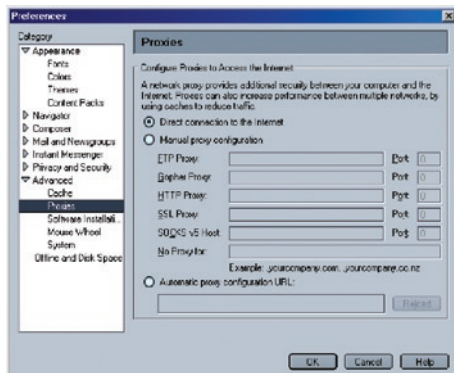 Preferences
Category
Appearance
Fonts
Colors
Themes
Content Packs
Navigator
Composer
Mail and Newsgroups
Instant Messenger
Privacy and Security
Advanced
Cache
Proxies
Software Installati..
Mouse Wheel
System
Offline and Disk Space
Proxies
Configure Proxies to Access the Internet
A network proxy provides additional security between your computer and the
Internet. Proxies can also increase performance between multiple networks, by
using caches to reduce traffic.
Direct connection to the Internet
Manual proxy configuration
FTP Proxy:
Port: 0
Gopher Proxy:
Port: 0
HTTP Proxy:
Port: 0
SSL Proxy:
Port: 0
SOCKS v5 Host:
Port: 0
No Proxy for:
Example: .yourcompany.com, .yourcompany.co.nz
Automatic proxy configuration URL:
Reload
OK
Cancel
Help